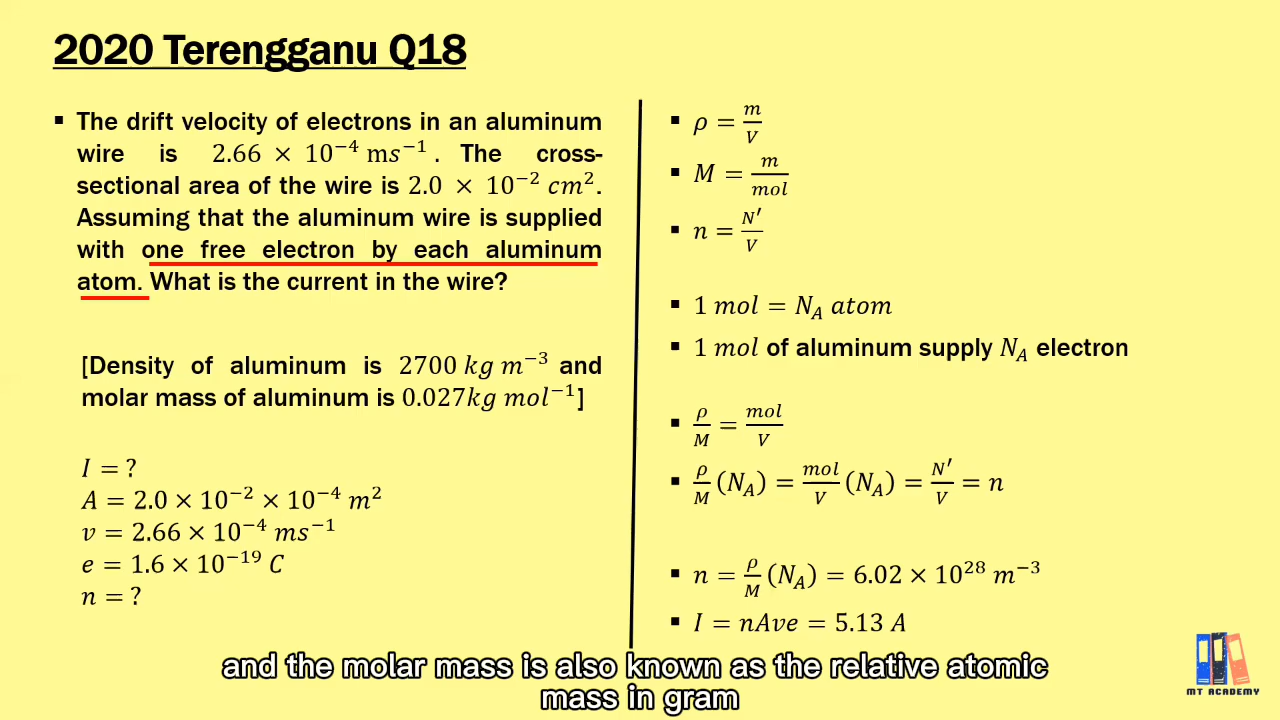 2020 Terengganu Q18
▪ The drift velocity of electrons in an aluminum
wire is 2.66 × 10⁻⁴ ms⁻¹. The cross-
sectional area of the wire is 2.0 × 10⁻² cm².
Assuming that the aluminum wire is supplied
with one free electron by each aluminum
atom. What is the current in the wire?
[Density of aluminum is 2700 kg m⁻³ and
molar mass of aluminum is 0.027kg mol⁻¹]
I = ?
A = 2.0 × 10⁻² × 10⁻⁴ m²
v = 2.66 × 10⁻⁴ ms⁻¹
e = 1.6 × 10⁻¹⁹ C
n = ?
▪ ρ = m/V
▪ M = m/mol
▪ n = N′/V
▪ 1 mol = N_A atom
▪ 1 mol of aluminum supply N_A electron
▪ ρ/M = mol/V
▪ ρ/M (N_A) = mol/V (N_A) = N′/V = n
▪ n = ρ/M (N_A) = 6.02 × 10²⁸ m⁻³
▪ I = nAve = 5.13 A
and the molar mass is also known as the relative atomic
mass in gram
MT ACADEMY